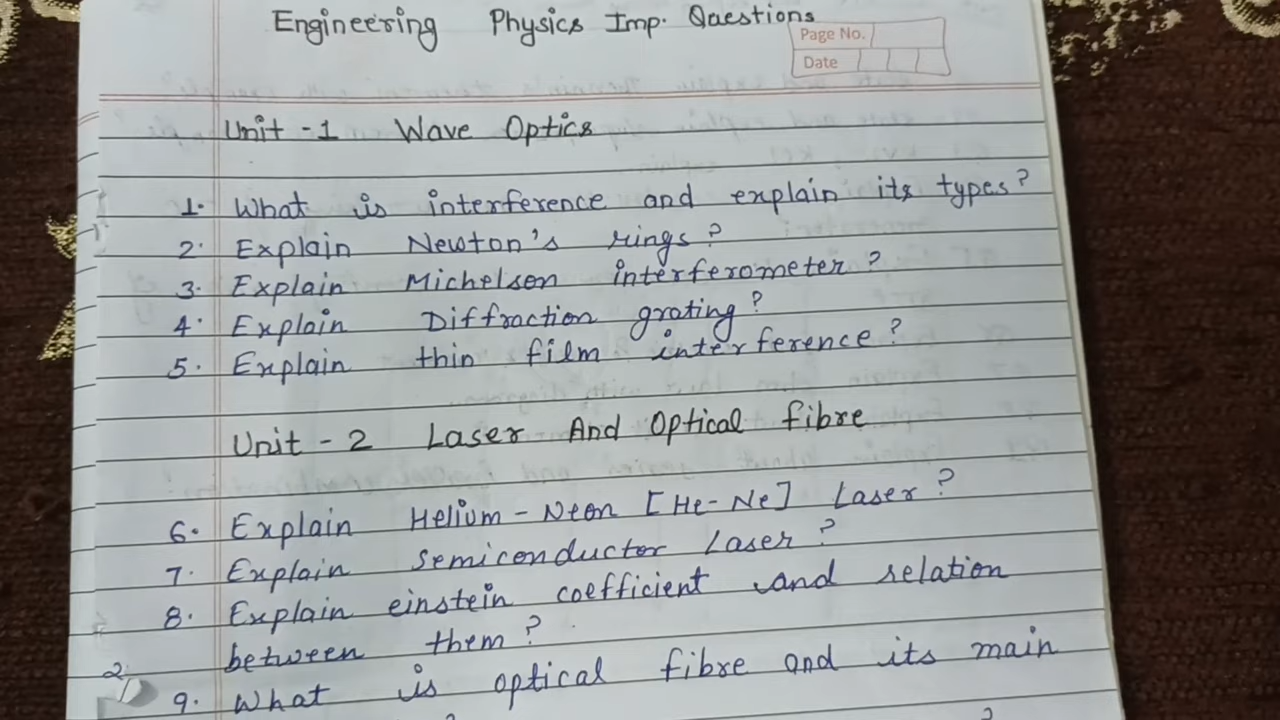 Engineering Physics Imp. Questions
Page No.
Date
Unit - 1 Wave Optics
1. What is interference and explain its types?
2. Explain Newton's rings?
3. Explain Michelson interferometer?
4. Explain Diffraction grating?
5. Explain thin film interference?
Unit - 2 Laser And Optical fibre
6. Explain Helium - Neon [He-Ne] Laser?
7. Explain Semiconductor Laser?
8. Explain einstein coefficient and relation
between them?
2
9. What is optical fibre and its main